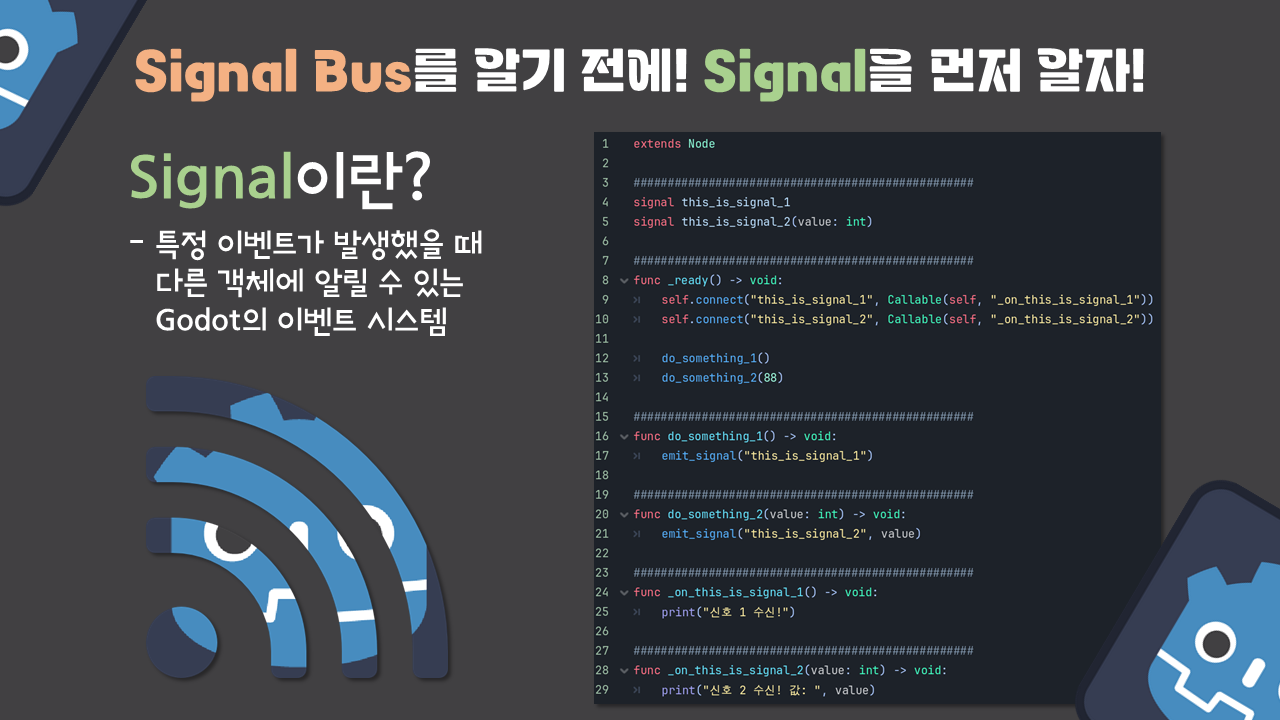 Signal Bus를 알기 전에! Signal을 먼저 알자!
Signal이란?
- 특정 이벤트가 발생했을 때
다른 객체에 알릴 수 있는
Godot의 이벤트 시스템
1 extends Node
2
3 ##################################################
4 signal this_is_signal_1
5 signal this_is_signal_2(value: int)
6
7 ##################################################
8 func _ready() -> void:
9 self.connect("this_is_signal_1", Callable(self, "_on_this_is_signal_1"))
10 self.connect("this_is_signal_2", Callable(self, "_on_this_is_signal_2"))
11
12 do_something_1()
13 do_something_2(88)
14
15 ##################################################
16 func do_something_1() -> void:
17 emit_signal("this_is_signal_1")
18
19 ##################################################
20 func do_something_2(value: int) -> void:
21 emit_signal("this_is_signal_2", value)
22
23 ##################################################
24 func _on_this_is_signal_1() -> void:
25 print("신호 1 수신!")
26
27 ##################################################
28 func _on_this_is_signal_2(value: int) -> void:
29 print("신호 2 수신! 값: ", value)